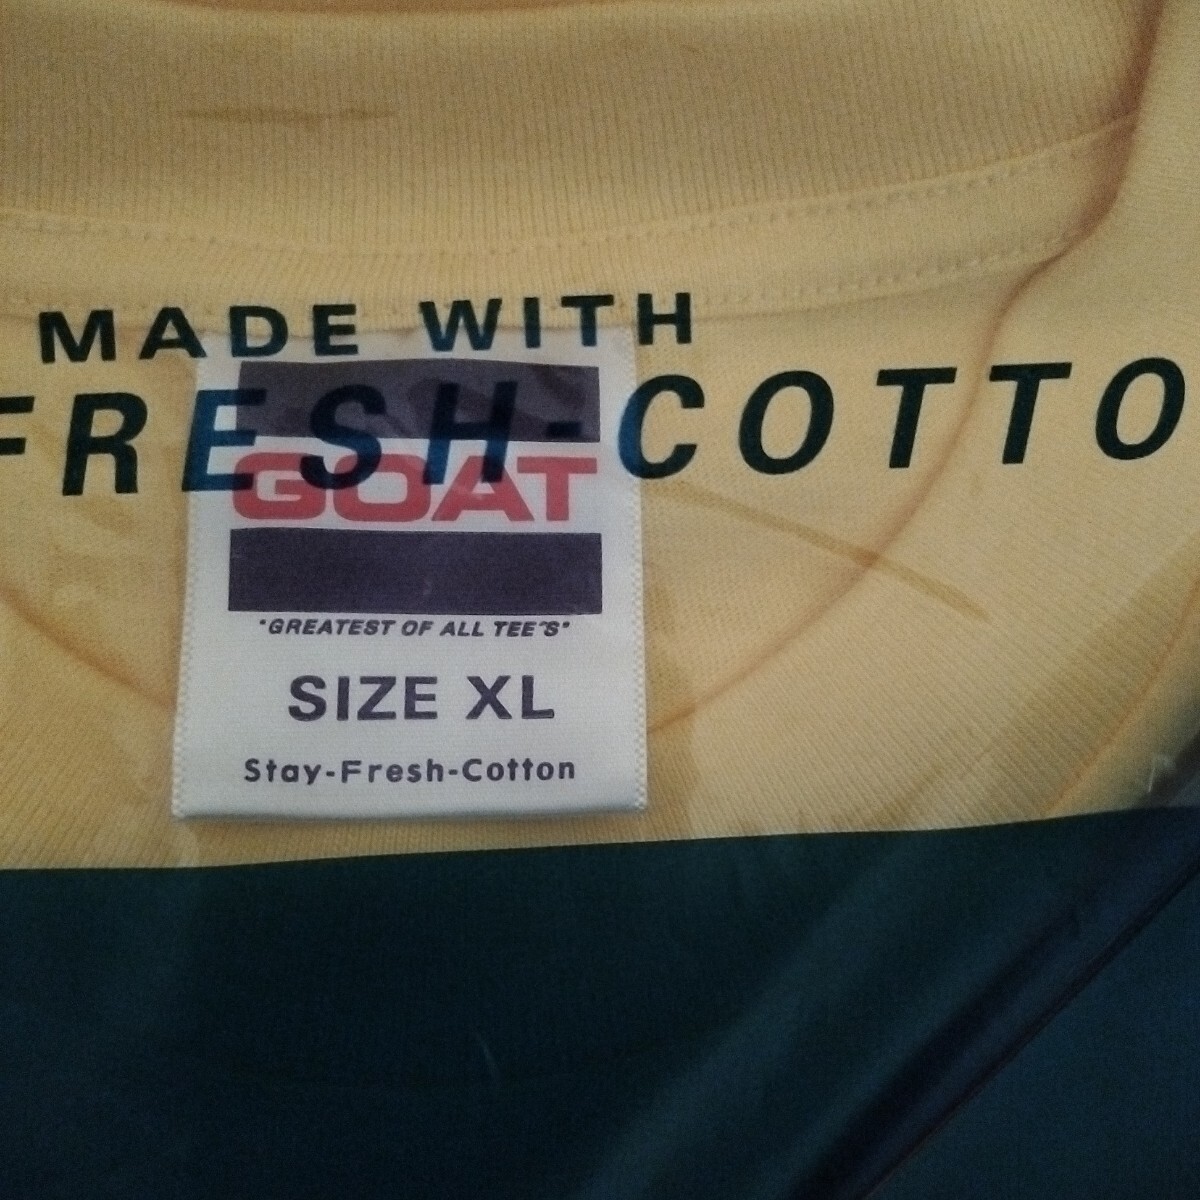 MADE WITH
FRESH-COTTO
GOAT
"GREATEST OF ALL TEE"S"
SIZE XL
Stay-Fresh-Cotton